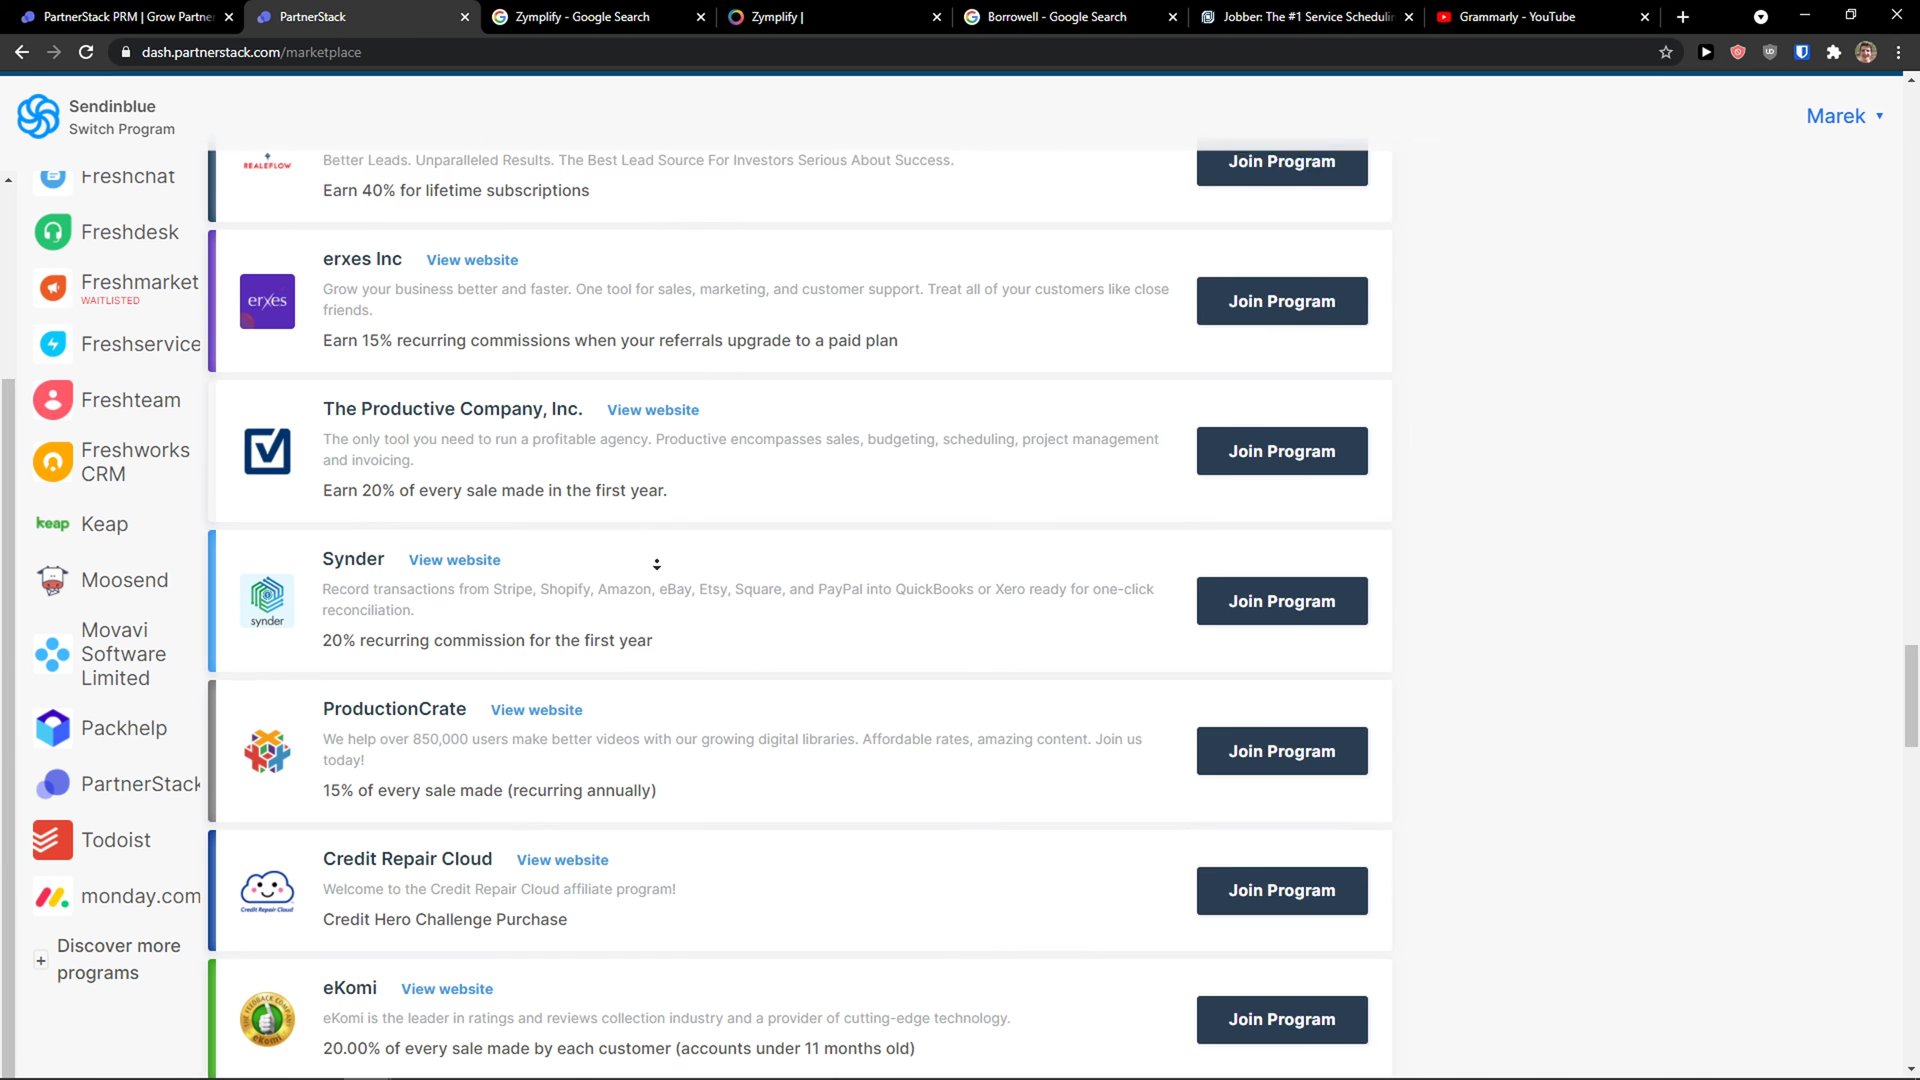 PartnerStack PRM | Grow Partner
PartnerStack
Zymplify - Google Search
Zymplify |
Borrowell - Google Search
Jobber: The #1 Service Schedulin
Grammarly - YouTube
dash.partnerstack.com/marketplace
Sendinblue
Switch Program
Marek
Freshchat
Freshdesk
Freshmarket
WAITLISTED
Freshservice
Freshteam
Freshworks
CRM
keap Keap
Moosend
Movavi
Software
Limited
Packhelp
PartnerStack
Todoist
monday.com
+ Discover more
programs
REALEFLOW
Better Leads. Unparalleled Results. The Best Lead Source For Investors Serious About Success.
Earn 40% for lifetime subscriptions
Join Program
erxes
erxes Inc View website
Grow your business better and faster. One tool for sales, marketing, and customer support. Treat all of your customers like close
friends.
Earn 15% recurring commissions when your referrals upgrade to a paid plan
Join Program
The Productive Company, Inc. View website
The only tool you need to run a profitable agency. Productive encompasses sales, budgeting, scheduling, project management
and invoicing.
Earn 20% of every sale made in the first year.
Join Program
synder
Synder View website
Record transactions from Stripe, Shopify, Amazon, eBay, Etsy, Square, and PayPal into QuickBooks or Xero ready for one-click
reconciliation.
20% recurring commission for the first year
Join Program
ProductionCrate View website
We help over 850,000 users make better videos with our growing digital libraries. Affordable rates, amazing content. Join us
today!
15% of every sale made (recurring annually)
Join Program
Credit Repair Cloud
Credit Repair Cloud View website
Welcome to the Credit Repair Cloud affiliate program!
Credit Hero Challenge Purchase
Join Program
eKomi
eKomi View website
eKomi is the leader in ratings and reviews collection industry and a provider of cutting-edge technology.
20.00% of every sale made by each customer (accounts under 11 months old)
Join Program